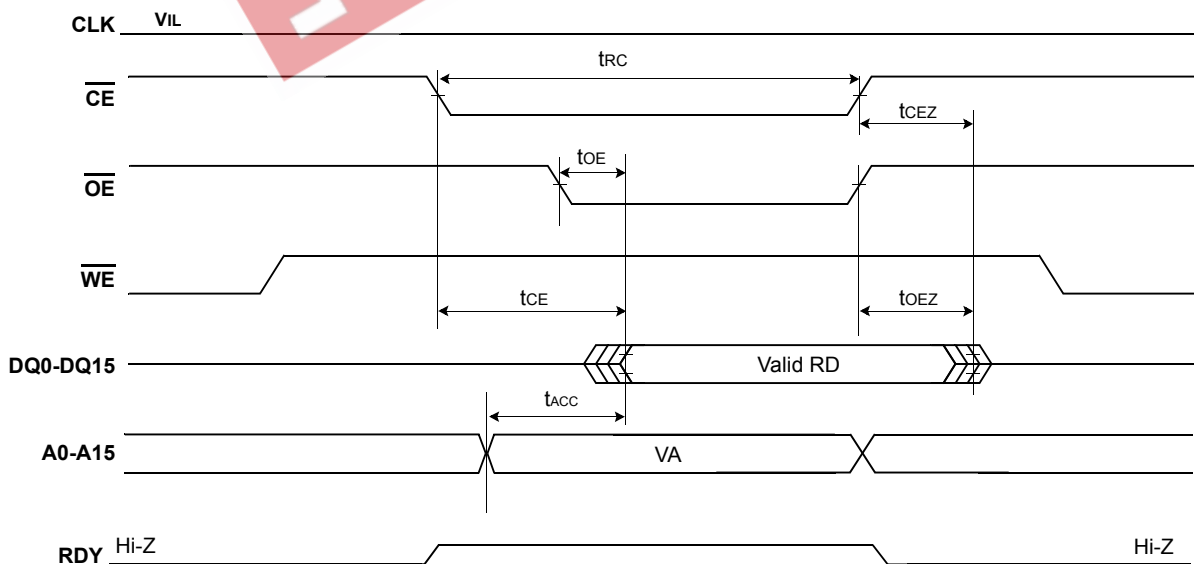 CLK VIL
tRC
CE
tCEZ
tOE
OE
WE
tCE tOEZ
DQ0-DQ15 Valid RD
tACC
A0-A15 VA
RDY Hi-Z Hi-Z